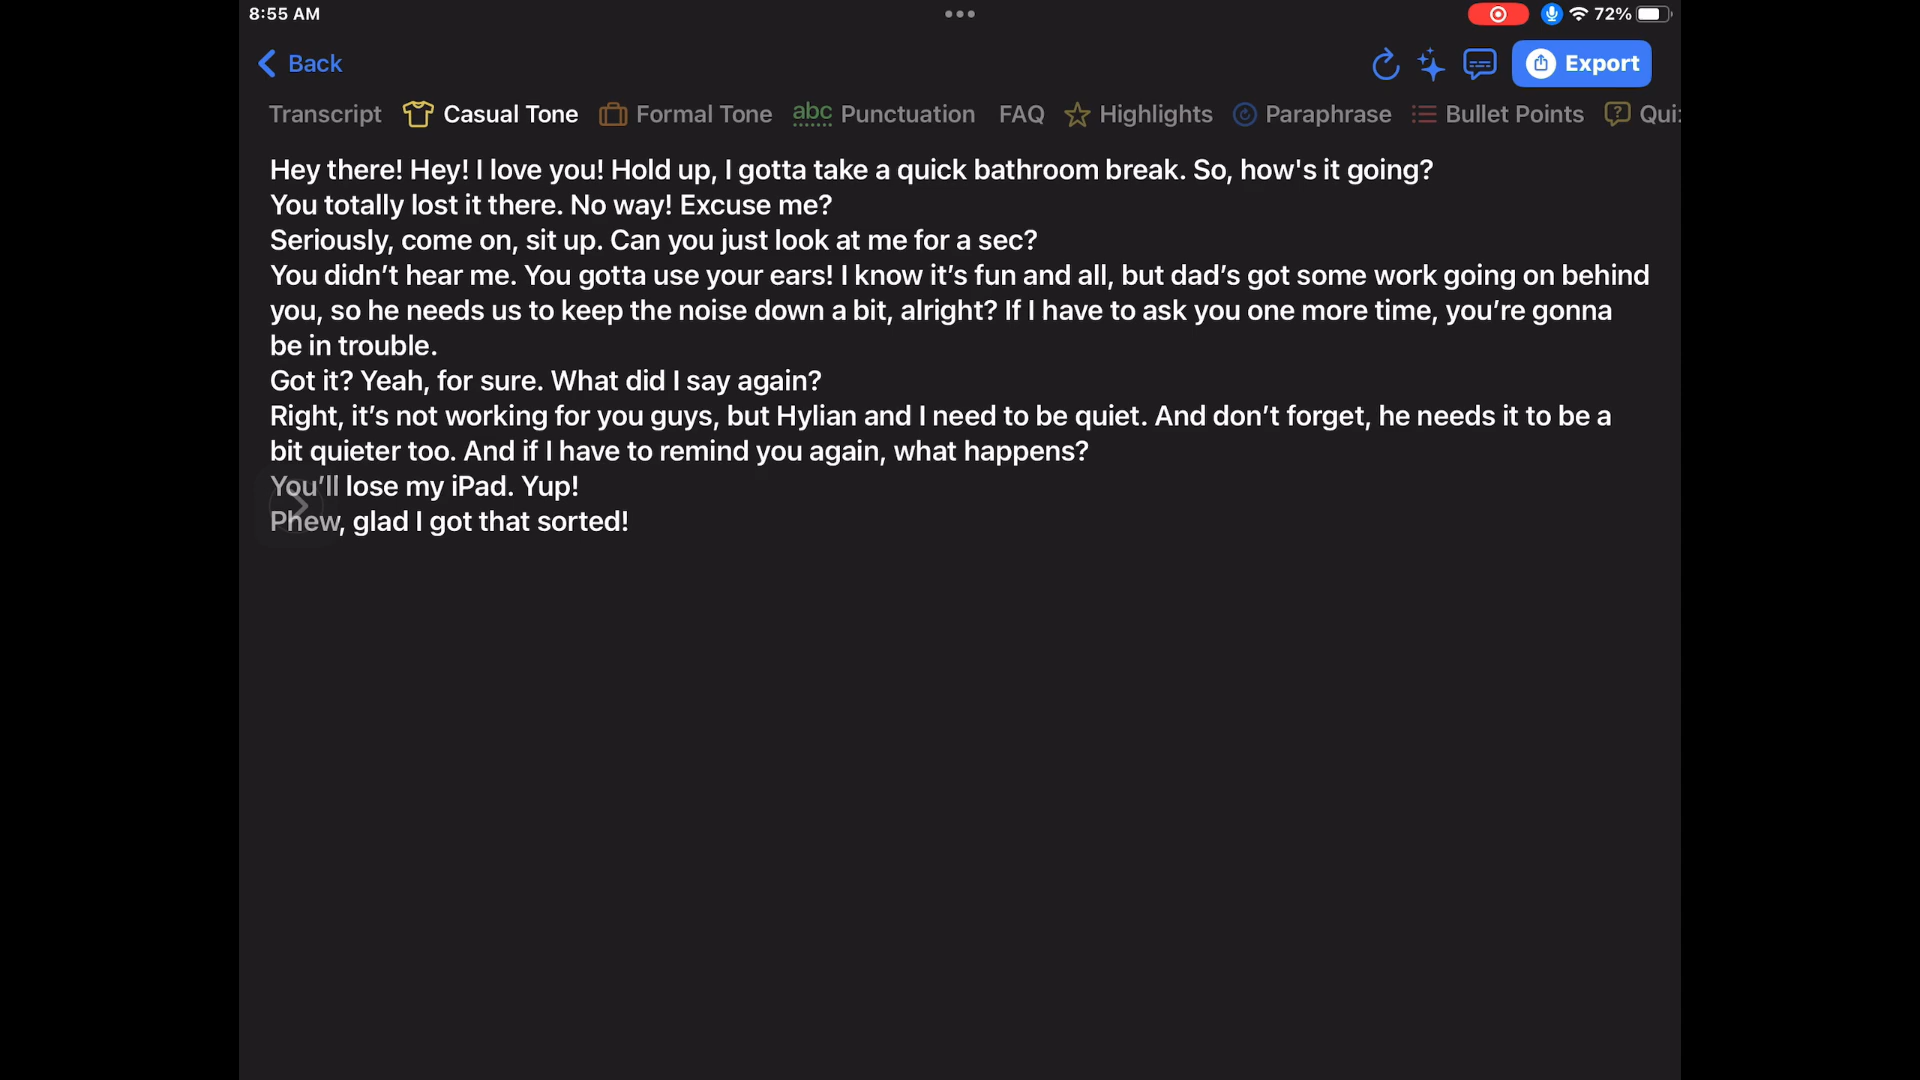 8:55 AM
72%
Back
Export
Transcript Casual Tone Formal Tone abc Punctuation FAQ Highlights Paraphrase Bullet Points Qui
Hey there! Hey! I love you! Hold up, I gotta take a quick bathroom break. So, how's it going?
You totally lost it there. No way! Excuse me?
Seriously, come on, sit up. Can you just look at me for a sec?
You didn’t hear me. You gotta use your ears! I know it’s fun and all, but dad’s got some work going on behind
you, so he needs us to keep the noise down a bit, alright? If I have to ask you one more time, you’re gonna
be in trouble.
Got it? Yeah, for sure. What did I say again?
Right, it’s not working for you guys, but Hylian and I need to be quiet. And don’t forget, he needs it to be a
bit quieter too. And if I have to remind you again, what happens?
You’ll lose my iPad. Yup!
Phew, glad I got that sorted!